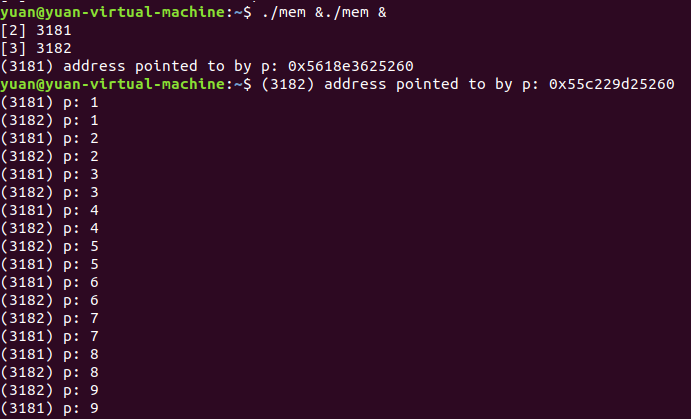 yuan@yuan-virtual-machine:~$ ./mem &./mem &
[2] 3181
[3] 3182
(3181) address pointed to by p: 0x5618e3625260
yuan@yuan-virtual-machine:~$ (3182) address pointed to by p: 0x55c229d25260
(3181) p: 1
(3182) p: 1
(3181) p: 2
(3182) p: 2
(3181) p: 3
(3182) p: 3
(3181) p: 4
(3182) p: 4
(3182) p: 5
(3181) p: 5
(3181) p: 6
(3182) p: 6
(3182) p: 7
(3181) p: 7
(3181) p: 8
(3182) p: 8
(3182) p: 9
(3181) p: 9